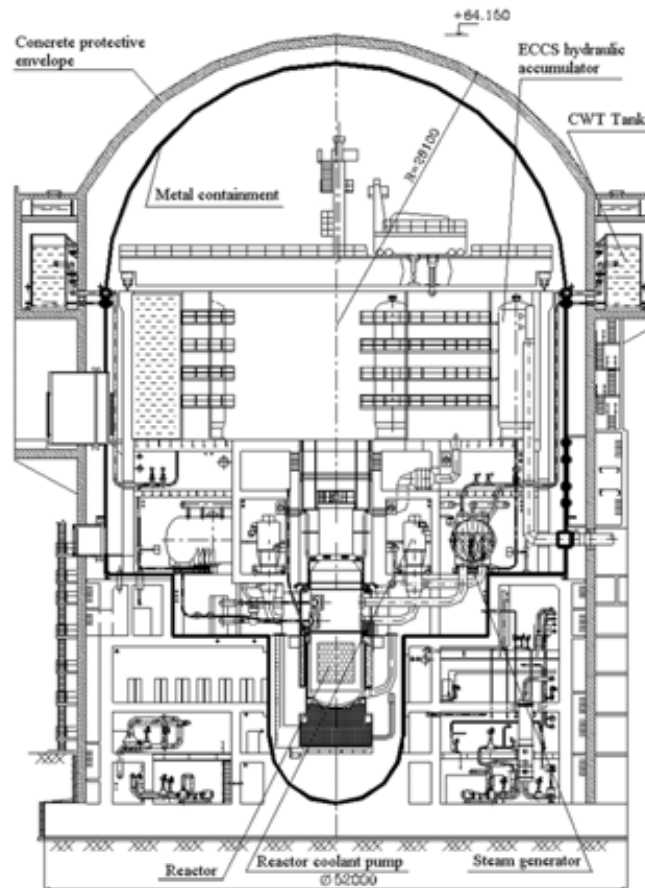 +64.150
Concrete protective
envelope
ECCS hydraulic
accumulator
CWT Tank
R=26100
Metal containment
Reactor
Reactor coolant pump
Steam generator
Ø 52000